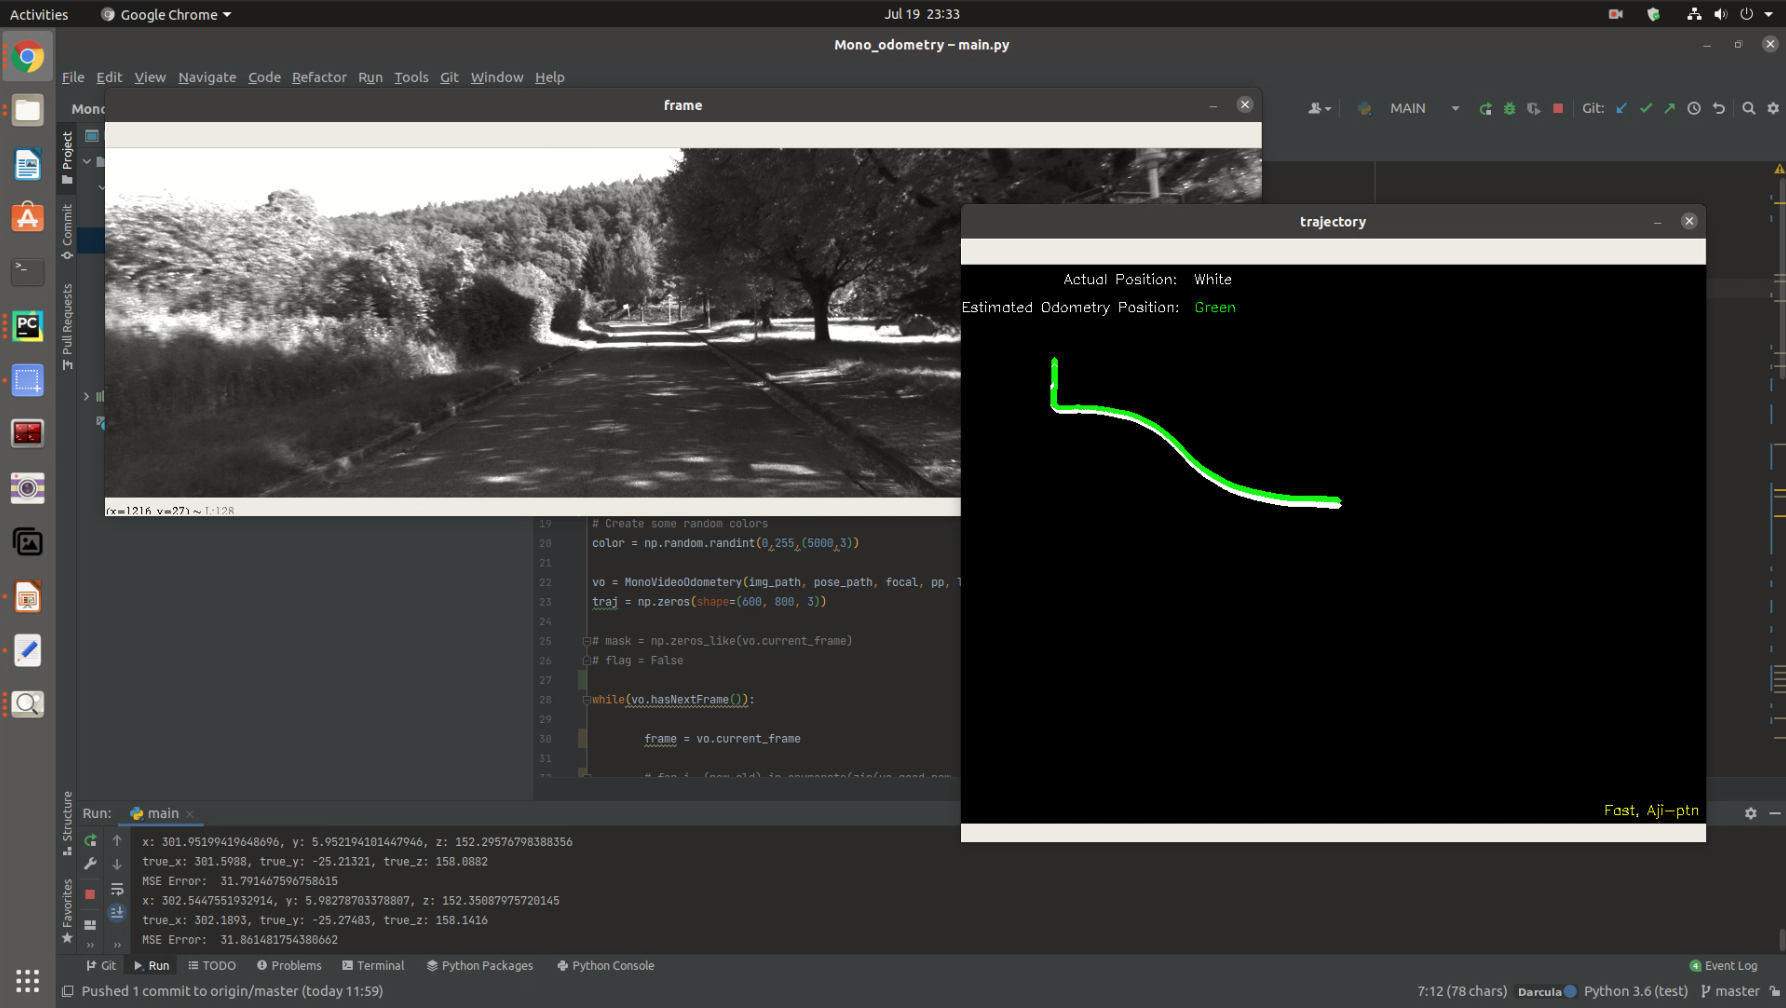 Activities Google Chrome Jul 19 23:33
Mono_odometry – main.py
File Edit View Navigate Code Refactor Run Tools Git Window Help
Mono MAIN Git:
frame
Project
Commit
Pull Requests
Structure
Favorites
(x=1216, y=27) ~ L:128
trajectory
Actual Position: White
Estimated Odometry Position: Green
Fast, Aji-ptn
19 # Create some random colors
20 color = np.random.randint(0,255,(5000,3))
21
22 vo = MonoVideoOdometery(img_path, pose_path, focal, pp, l
23 traj = np.zeros(shape=(600, 800, 3))
24
25 # mask = np.zeros_like(vo.current_frame)
26 # flag = False
27
28 while(vo.hasNextFrame()):
29
30 frame = vo.current_frame
31
Run: main
x: 301.95199419648696, y: 5.952194101447946, z: 152.29576798388356
true_x: 301.5988, true_y: -25.21321, true_z: 158.0882
MSE Error: 31.791467596758615
x: 302.5447551932914, y: 5.98278703378807, z: 152.35087975720145
true_x: 302.1893, true_y: -25.27483, true_z: 158.1416
MSE Error: 31.861481754380662
Git Run TODO Problems Terminal Python Packages Python Console 4 Event Log
Pushed 1 commit to origin/master (today 11:59) 7:12 (78 chars) Darcula Python 3.6 (test) master